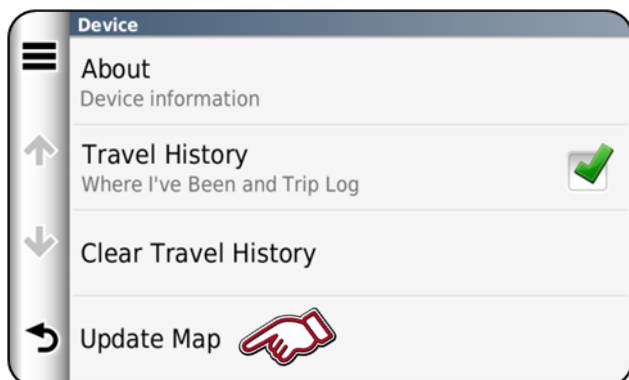 Device
About
Device information
Travel History
Where I've Been and Trip Log
Clear Travel History
Update Map